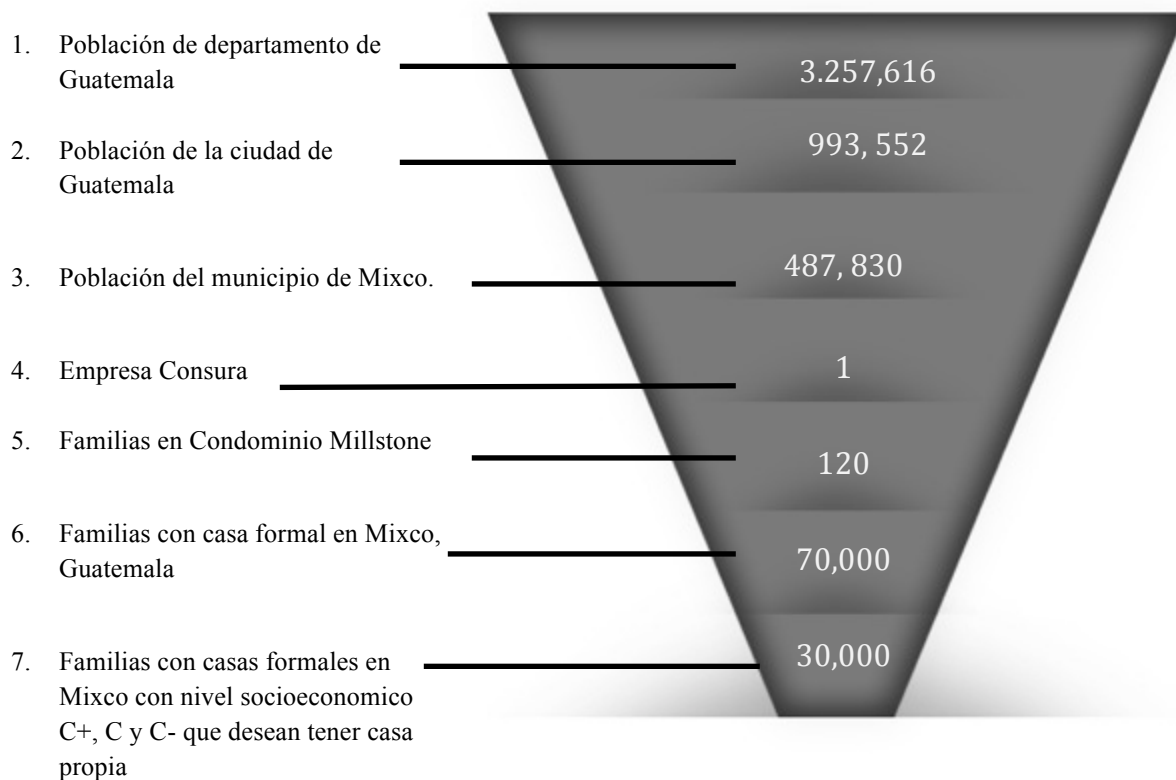 1. Población de departamento de
Guatemala
3.257,616
2. Población de la ciudad de
Guatemala
993, 552
3. Población del municipio de Mixco.
487, 830
4. Empresa Consura
1
5. Familias en Condominio Millstone
120
6. Familias con casa formal en Mixco,
Guatemala
70,000
7. Familias con casas formales en
Mixco con nivel socioeconomico
C+, C y C- que desean tener casa
propia
30,000